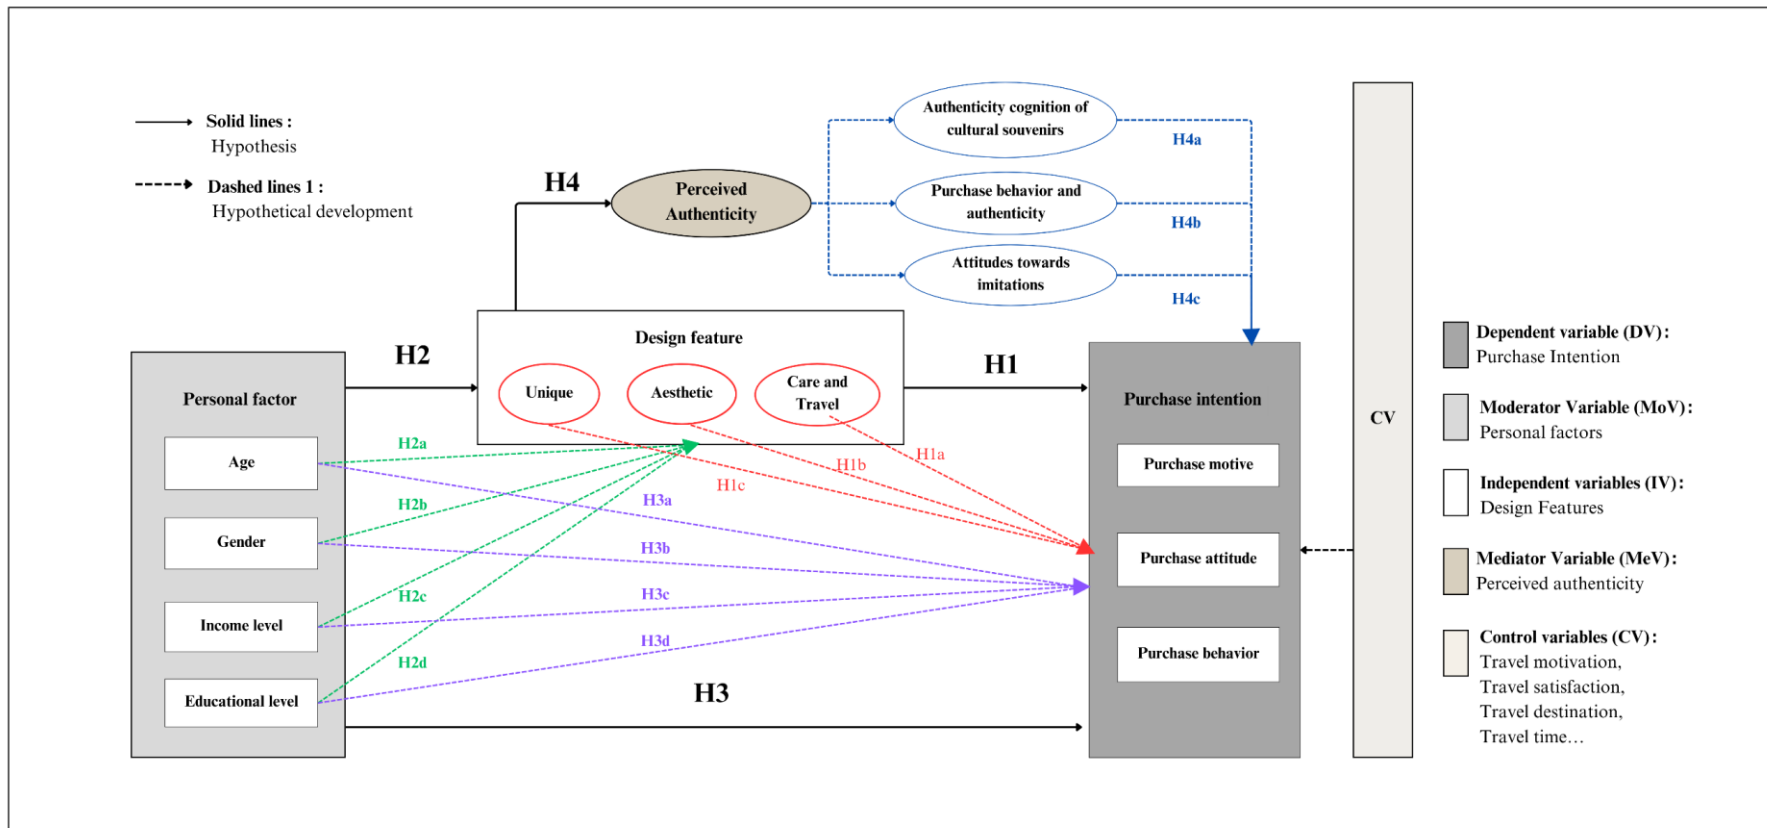 Solid lines :
Hypothesis
Dashed lines 1 :
Hypothetical development
H4
Perceived
Authenticity
Authenticity cognition of
cultural souvenirs
Purchase behavior and
authenticity
Attitudes towards
imitations
H4a
H4b
H4c
H2
Design feature
Unique
Aesthetic
Care and
Travel
H1
Personal factor
Age
Gender
Income level
Educational level
H2a
H2b
H2c
H2d
H3a
H3b
H3c
H3d
H1c
H1b
H1a
H3
Purchase intention
Purchase motive
Purchase attitude
Purchase behavior
CV
Dependent variable (DV):
Purchase Intention
Moderator Variable (MoV):
Personal factors
Independent variables (IV):
Design Features
Mediator Variable (MeV):
Perceived authenticity
Control variables (CV):
Travel motivation,
Travel satisfaction,
Travel destination,
Travel time...